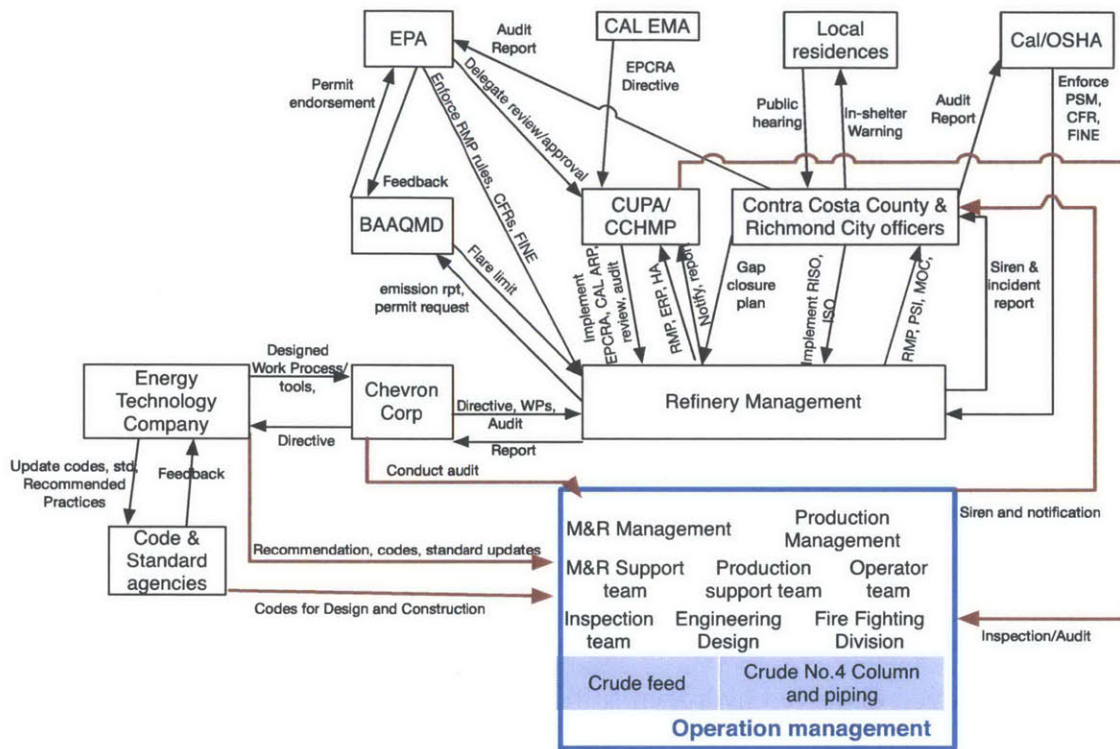 EPA
Audit
Report
CAL EMA
Local
residences
Cal/OSHA
Permit
endorsement
Delegate review/approval
Enforce RMP rules, CFRs, FINE
EPCRA
Directive
Public
hearing
In-shelter
Warning
Audit
Report
Enforce
PSM,
CFR,
FINE
Feedback
BAAQMD
CUPA/
CCHMP
Contra Costa County &
Richmond City officers
emission rpt,
permit request
Flare limit
Implement
EPCRA, CAL ARP,
review, audit
RMP, ERP, HA
Notify, report
Gap
closure
plan
Implement RISO,
ISO
RMP, PSI, MOC,
Siren &
incident
report
Energy
Technology
Company
Designed
Work Process/
tools,
Directive
Chevron
Corp
Directive, WPs,
Audit
Report
Refinery Management
Update codes, std,
Recommended
Practices
Feedback
Conduct audit
Code &
Standard
agencies
Recommendation, codes, standard updates
Codes for Design and Construction
M&R Management
Production
Management
M&R Support
team
Production
support team
Operator
team
Inspection
team
Engineering
Design
Fire Fighting
Division
Crude feed
Crude No.4 Column
and piping
Operation management
Siren and notification
Inspection/Audit